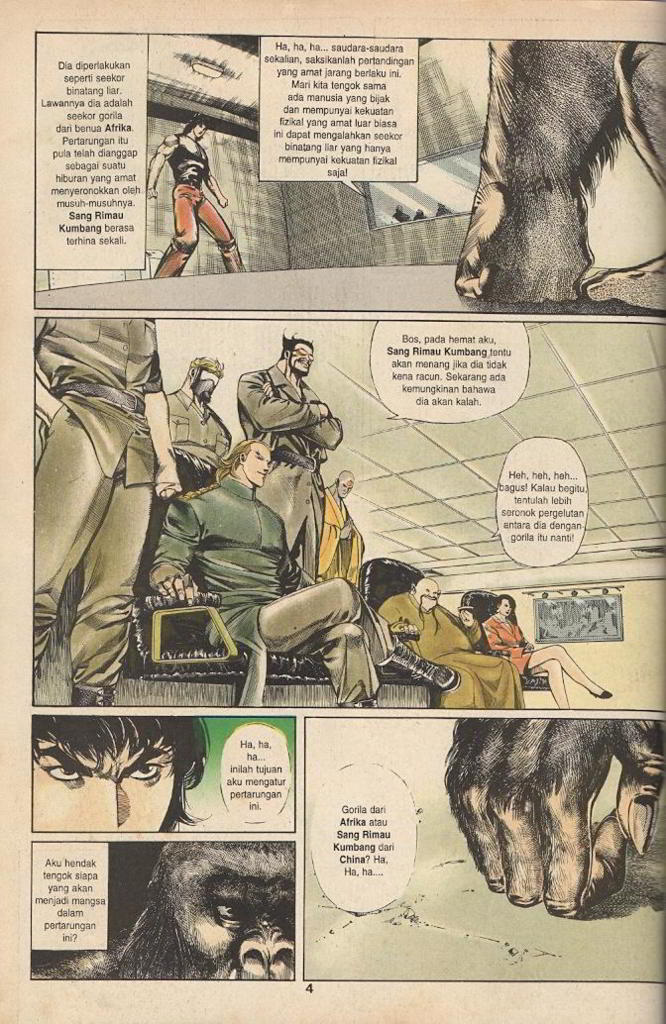 Dia diperlakukan
seperti seekor
binatang liar.
Lawannya dia adalah
seekor gorila
dari benua Afrika.
Pertarungan itu
pula telah dianggap
sebagai suatu
hiburan yang amat
menyeronokkan oleh
musuh-musuhnya.
Sang Rimau
Kumbang berasa
terhina sekali.
Ha, ha, ha... saudara-saudara
sekalian, saksikanlah pertandingan
yang amat jarang berlaku ini.
Mari kita tengok sama
ada manusia yang bijak
dan mempunyai kekuatan
fizikal yang amat luar biasa
ini dapat mengalahkan seekor
binatang liar yang hanya
mempunyai kekuatan fizikal
saja!
Bos, pada hemat aku,
Sang Rimau Kumbang tentu
akan menang jika dia tidak
kena racun. Sekarang ada
kemungkinan bahawa
dia akan kalah.
Heh, heh, heh...
bagus! Kalau begitu,
tentulah lebih
seronok pergelutan
antara dia dengan
gorila itu nanti!
Ha, ha,
ha...
inilah tujuan
aku mengatur
pertarungan
ini.
Aku hendak
tengok siapa
yang akan
menjadi mangsa
dalam
pertarungan
ini?
Gorila dari
Afrika atau
Sang Rimau
Kumbang dari
China? Ha,
Ha, ha....
4